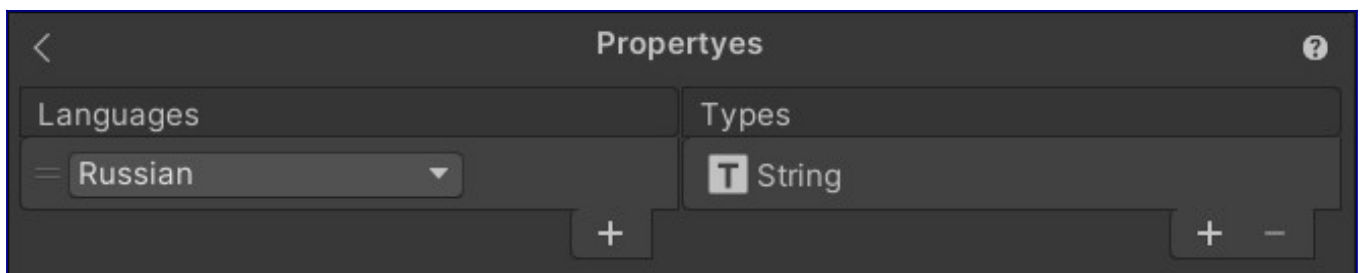 Propertyes
Languages
Types
Russian
T String